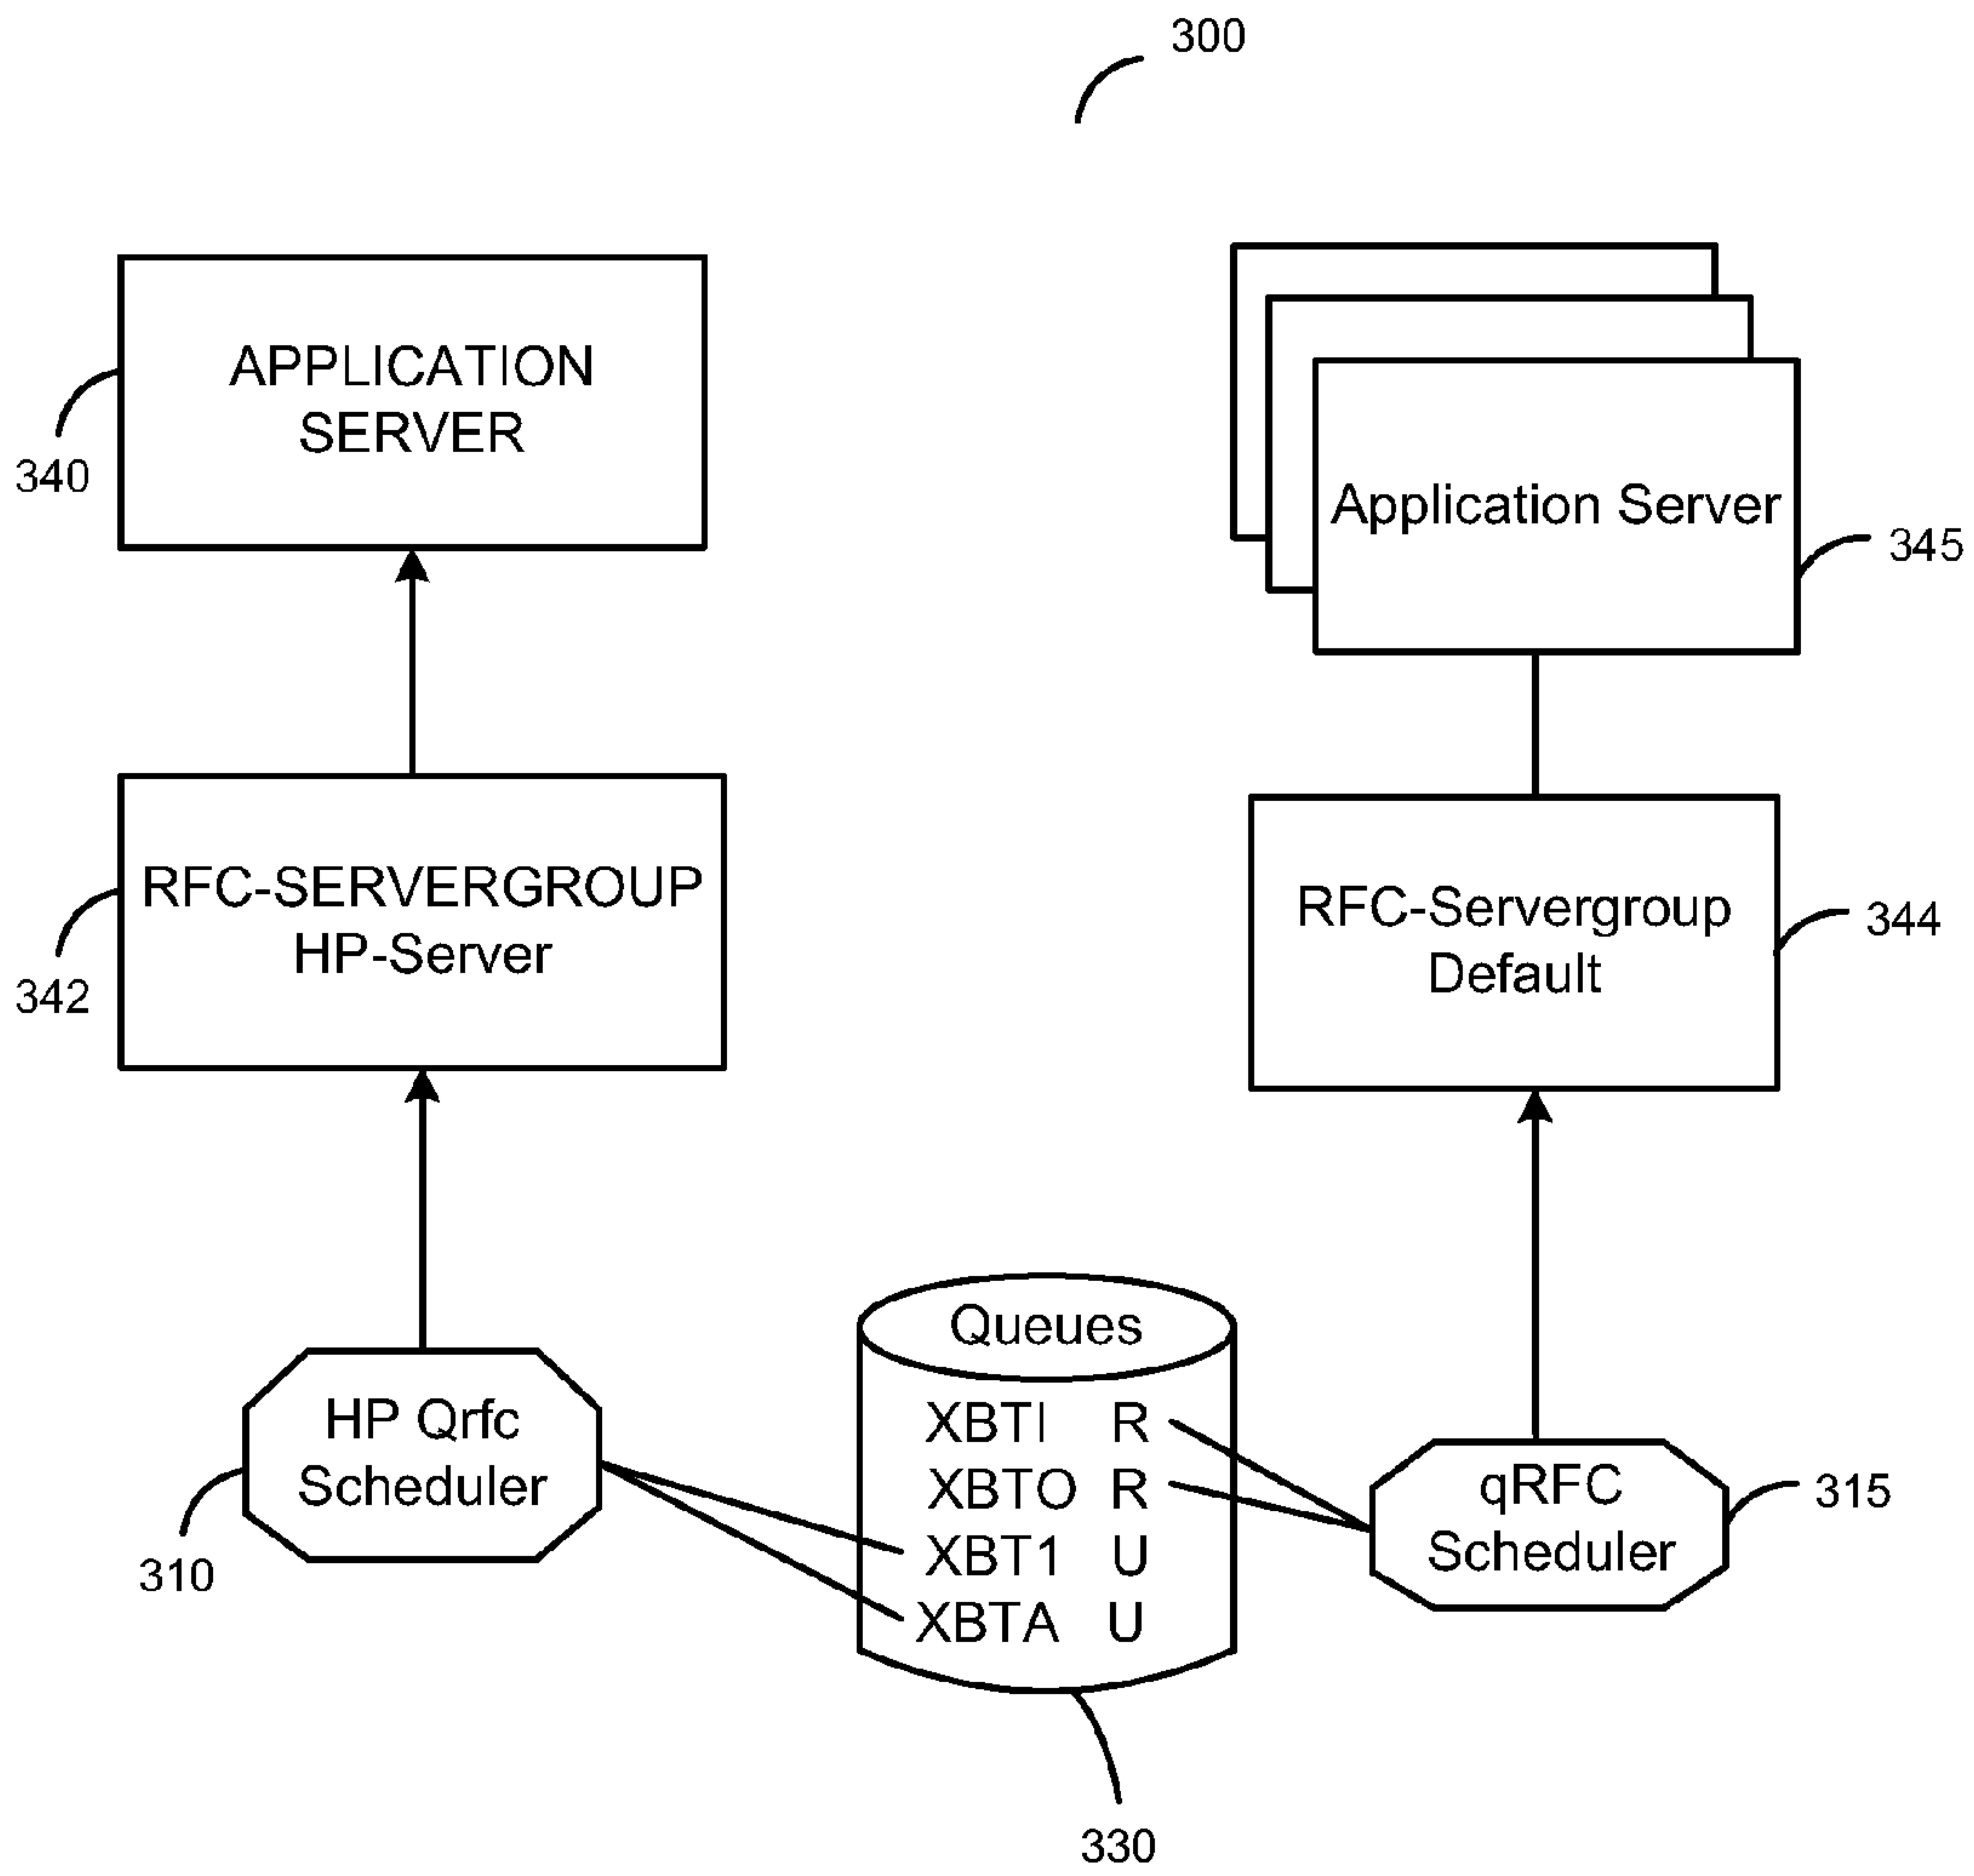 300
APPLICATION
SERVER
340
Application Server
345
RFC-SERVERGROUP
HP-Server
342
RFC-Servergroup
Default
344
HP Qrfc
Scheduler
310
Queues
XBTI R
XBTO R
XBT1 U
XBTA U
330
qRFC
Scheduler
315